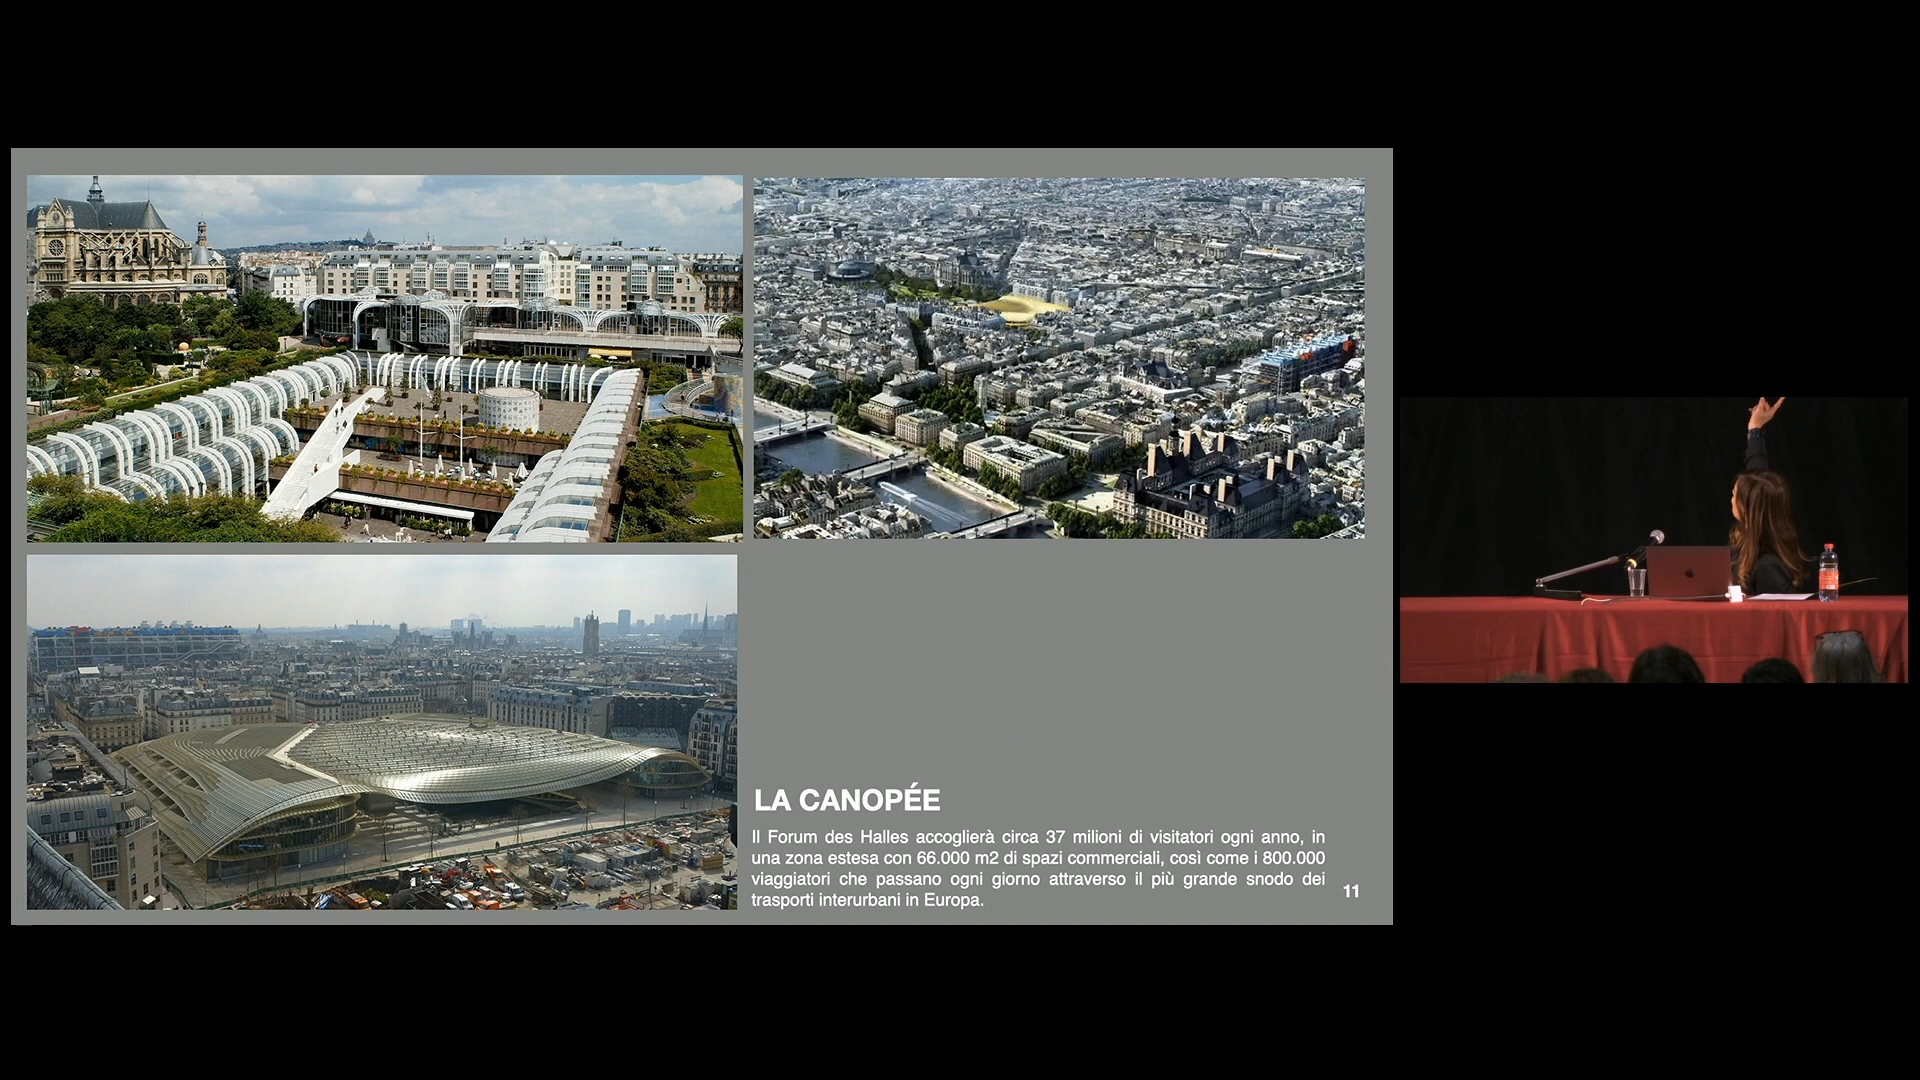 LA CANOPÉE
Il Forum des Halles accoglierà circa 37 milioni di visitatori ogni anno, in
una zona estesa con 66.000 m2 di spazi commerciali, così come i 800.000
viaggiatori che passano ogni giorno attraverso il più grande snodo dei
trasporti interurbani in Europa.
11